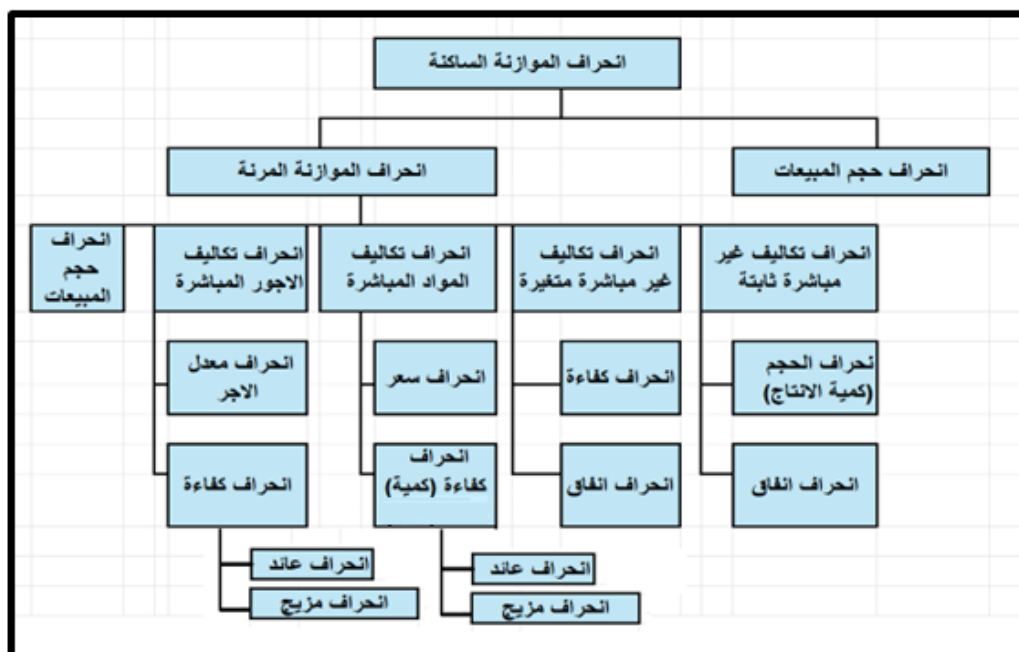 انحراف الموازنة الساكنة
انحراف حجم المبيعات
انحراف الموازنة المرنة
انحراف تكاليف غير
مباشرة ثابتة
انحراف تكاليف
غير مباشرة متغيرة
انحراف تكاليف
المواد المباشرة
انحراف تكاليف
الاجور المباشرة
انحراف
حجم
المبيعات
نحراف الحجم
(كمية الانتاج)
انحراف كفاءة
انحراف سعر
انحراف معدل
الاجر
انحراف انفاق
انحراف انفاق
انحراف
كفاءة (كمية)
انحراف كفاءة
انحراف عائد
انحراف مزيج
انحراف عائد
انحراف مزيج